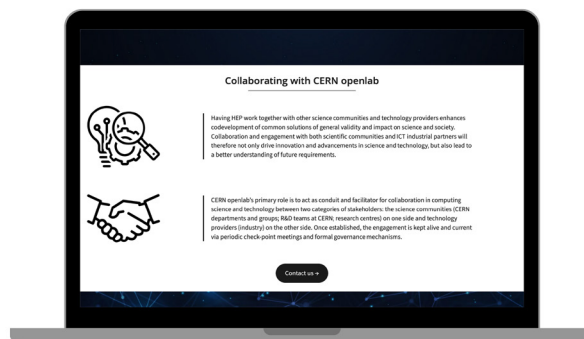 Collaborating with CERN openlab
Having HEP work together with other science communities and technology providers enhances
codevelopment of common solutions of general validity and impact on science and society.
Collaboration and engagement with both scientific communities and ICT industrial partners will
therefore not only drive innovation and advancements in science and technology, but also lead to
a better understanding of future requirements.
CERN openlab's primary role is to act as conduit and facilitator for collaboration in computing
science and technology between two categories of stakeholders: the science communities (CERN
departments and groups; R&D teams at CERN; research centres) on one side and technology
providers (industry) on the other side. Once established, the engagement is kept alive and current
via periodic check-point meetings and formal governance mechanisms.
Contact us →